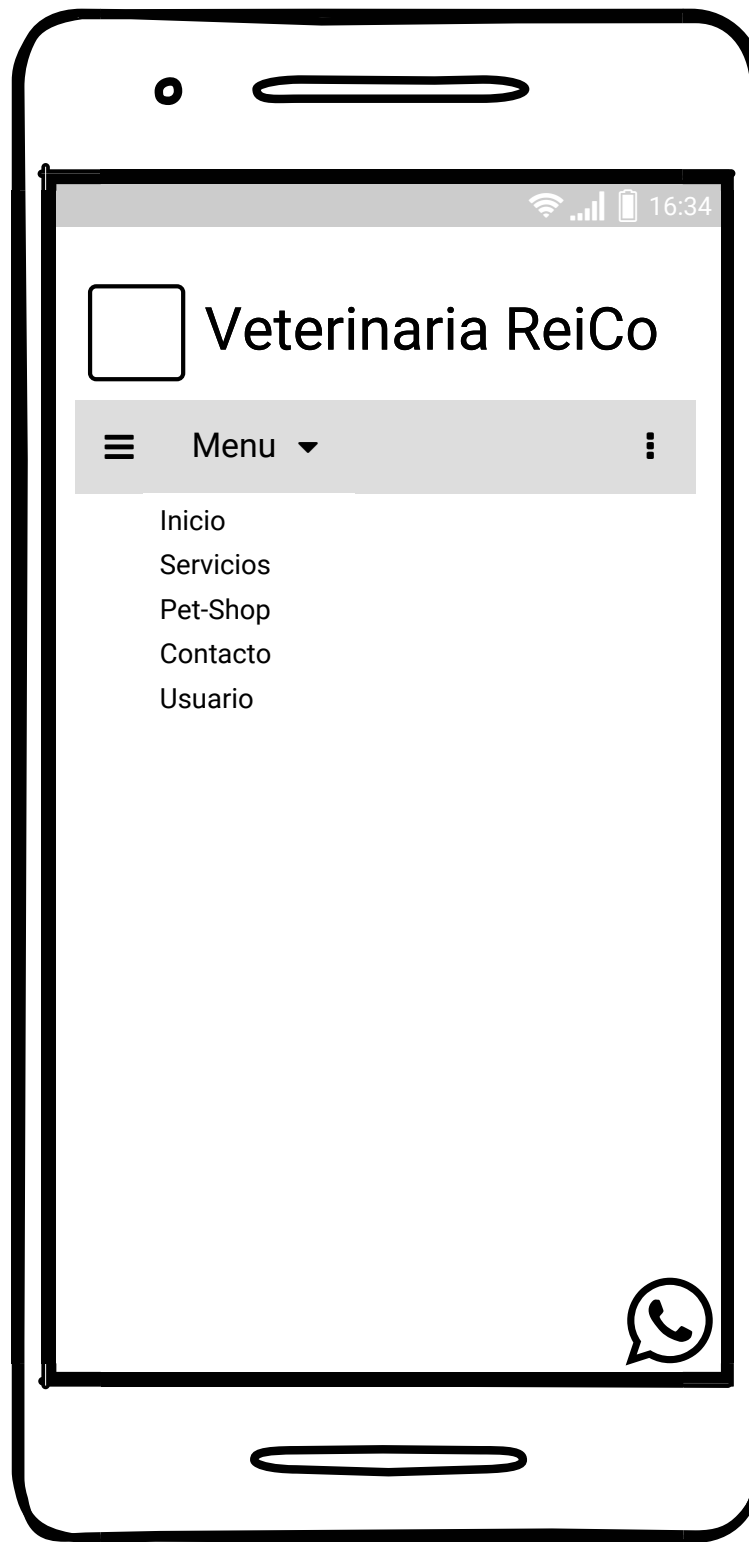 16:34
Veterinaria ReiCo
Menu
Inicio
Servicios
Pet-Shop
Contacto
Usuario